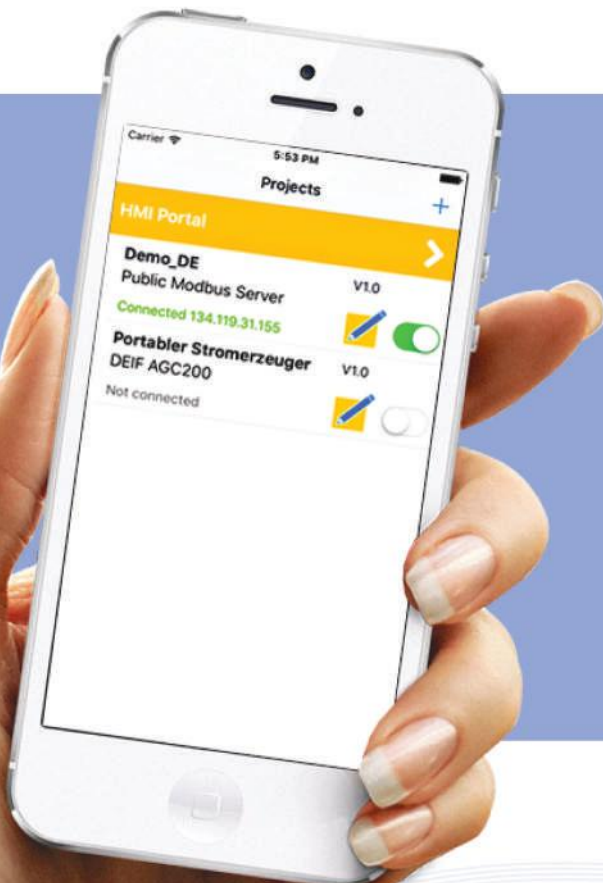 Carrier
5:53 PM
Projects
+
HMI Portal
Demo_DE
V1.0
Public Modbus Server
Connected 134.119.31.155
Portabler Stromerzeuger
V1.0
DEIF AGC200
Not connected